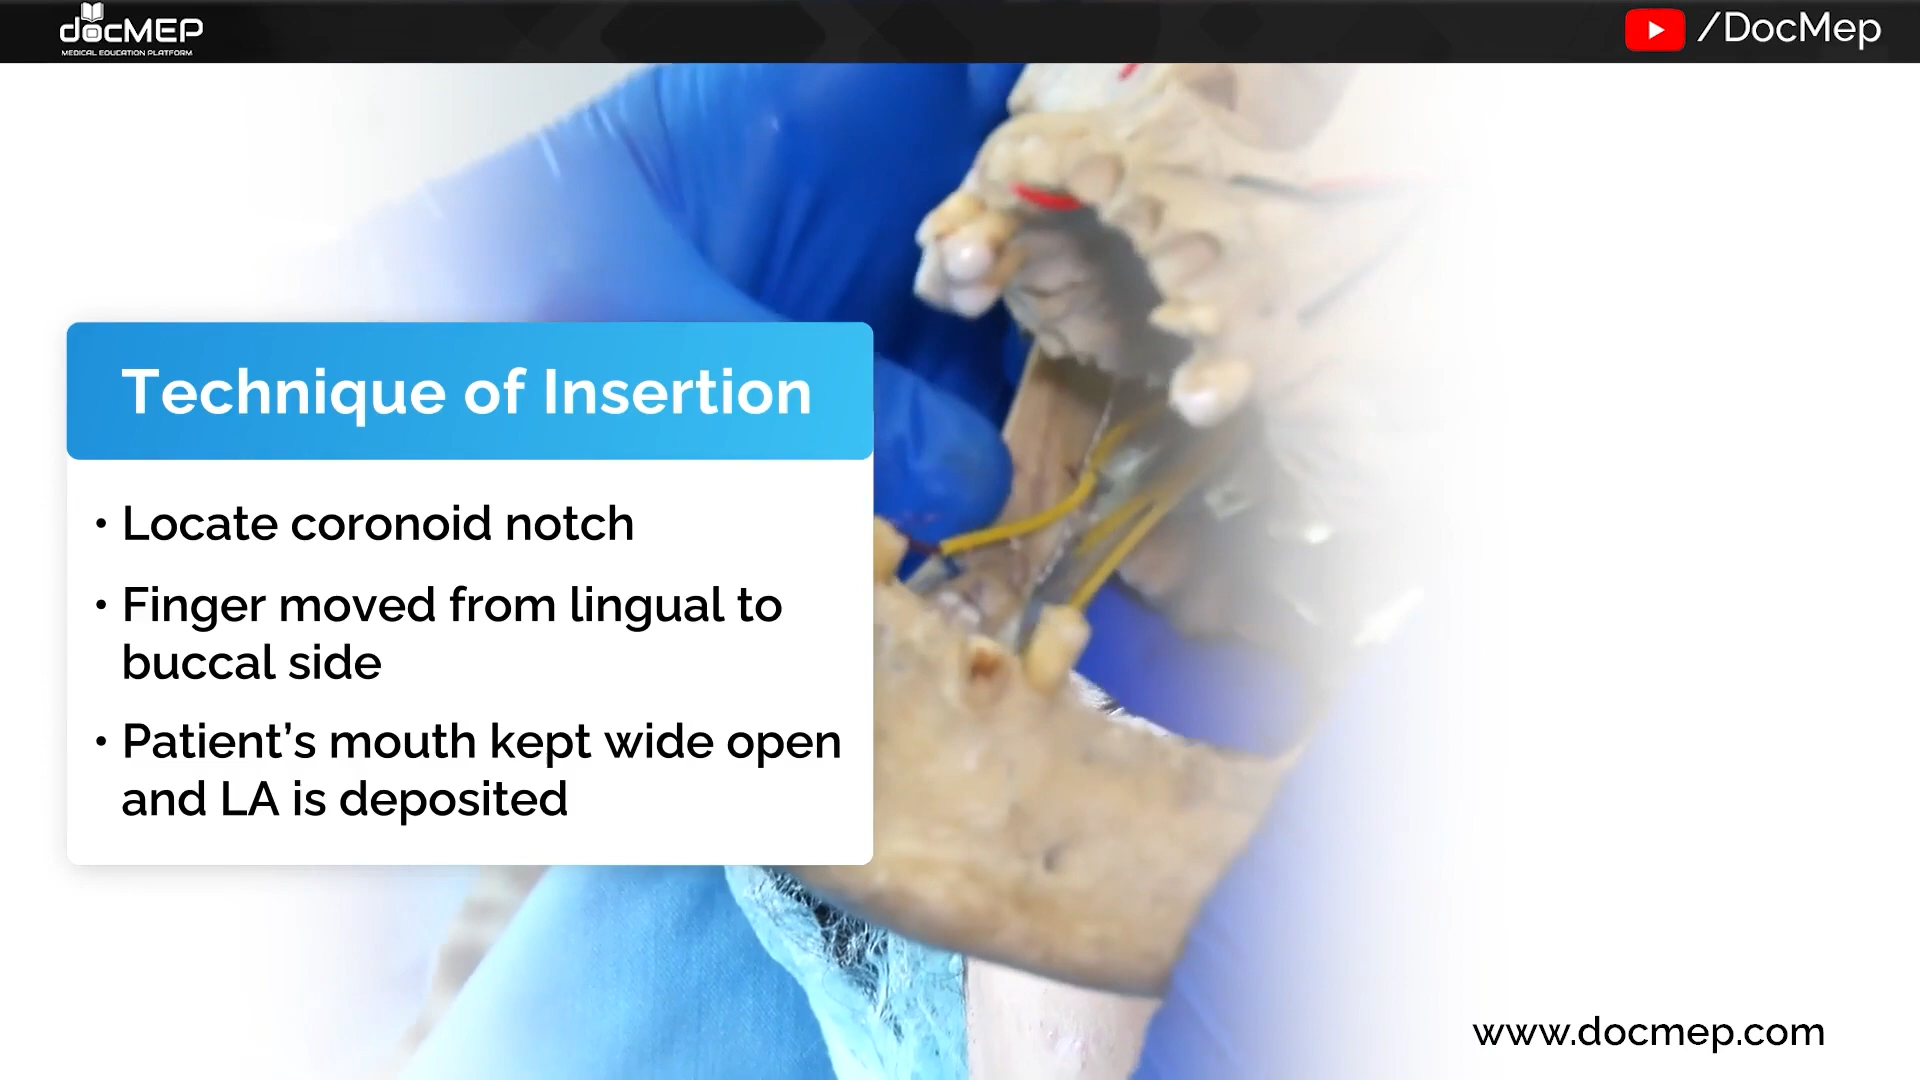 docMEP
MEDICAL EDUCATION PLATFORM
/DocMep
Technique of Insertion
• Locate coronoid notch
• Finger moved from lingual to
buccal side
• Patient’s mouth kept wide open
and LA is deposited
www.docmep.com